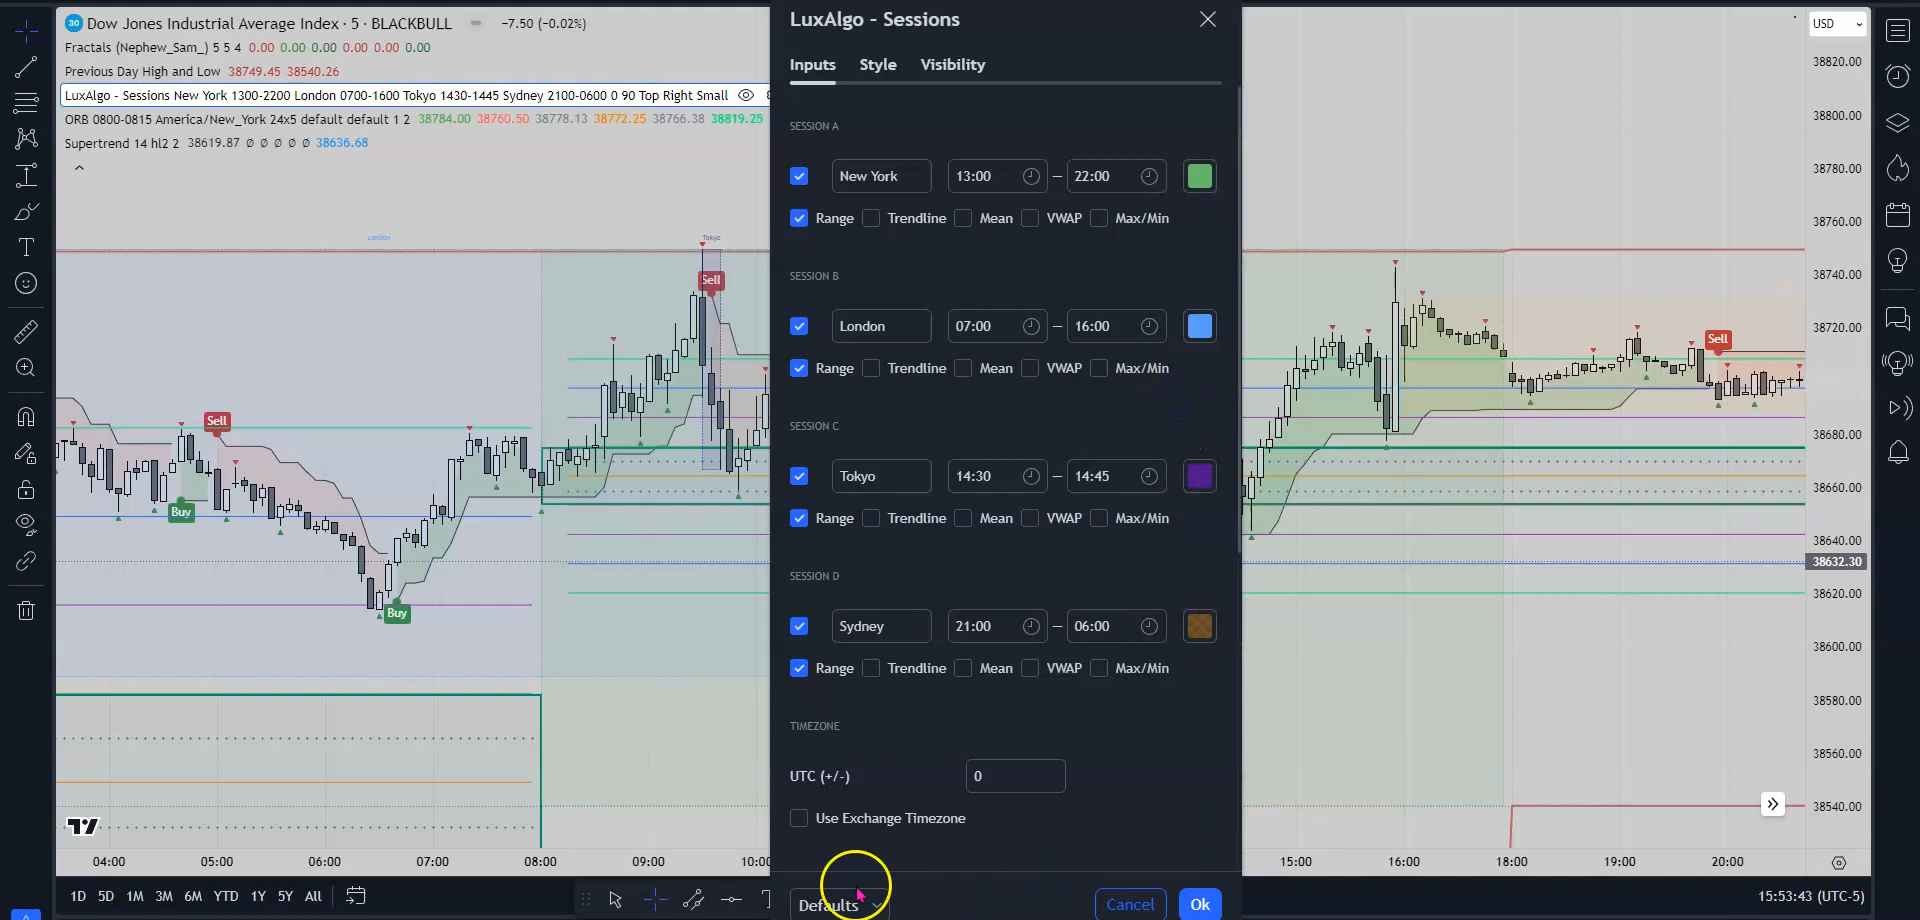 30 Dow Jones Industrial Average Index · 5 · BLACKBULL −7.50 (−0.02%)
Fractals (Nephew_Sam_) 5 5 4 0.00 0.00 0.00 0.00 0.00 0.00
Previous Day High and Low 38749.45 38540.26
LuxAlgo - Sessions New York 1300-2200 London 0700-1600 Tokyo 1430-1445 Sydney 2100-0600 0 90 Top Right Small
ORB 0800-0815 America/New_York 24x5 default default 1 2 38784.00 38760.50 38778.13 38772.25 38766.38 38819.25
Supertrend 14 hl2 2 38619.87 Ø Ø Ø Ø Ø 38636.68
London
Tokyo
Sell
Sell
Buy
Buy
04:00 05:00 06:00 07:00 08:00 09:00 10:00
1D 5D 1M 3M 6M YTD 1Y 5Y All
LuxAlgo - Sessions
Inputs Style Visibility
SESSION A
New York 13:00 — 22:00
Range Trendline Mean VWAP Max/Min
SESSION B
London 07:00 — 16:00
Range Trendline Mean VWAP Max/Min
SESSION C
Tokyo 14:30 — 14:45
Range Trendline Mean VWAP Max/Min
SESSION D
Sydney 21:00 — 06:00
Range Trendline Mean VWAP Max/Min
TIMEZONE
UTC (+/-) 0
Use Exchange Timezone
Defaults Cancel Ok
Sell
USD
38820.00
38800.00
38780.00
38760.00
38740.00
38720.00
38680.00
38660.00
38640.00
38632.30
38620.00
38600.00
38580.00
38560.00
38540.00
15:00 16:00 18:00 19:00 20:00
15:53:43 (UTC-5)